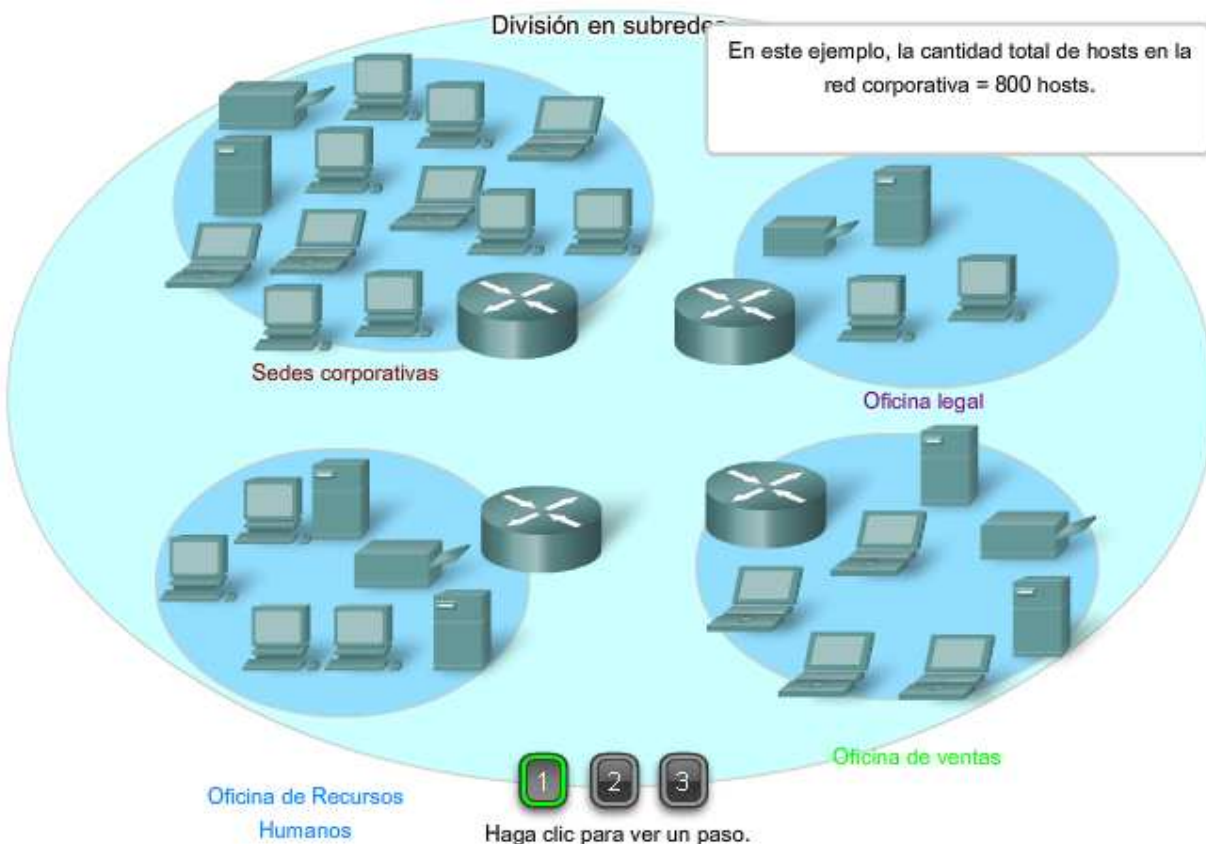 División en subredes
En este ejemplo, la cantidad total de hosts en la
red corporativa = 800 hosts.
Sedes corporativas
Oficina legal
Oficina de ventas
Oficina de Recursos
Humanos
1 2 3
Haga clic para ver un paso.